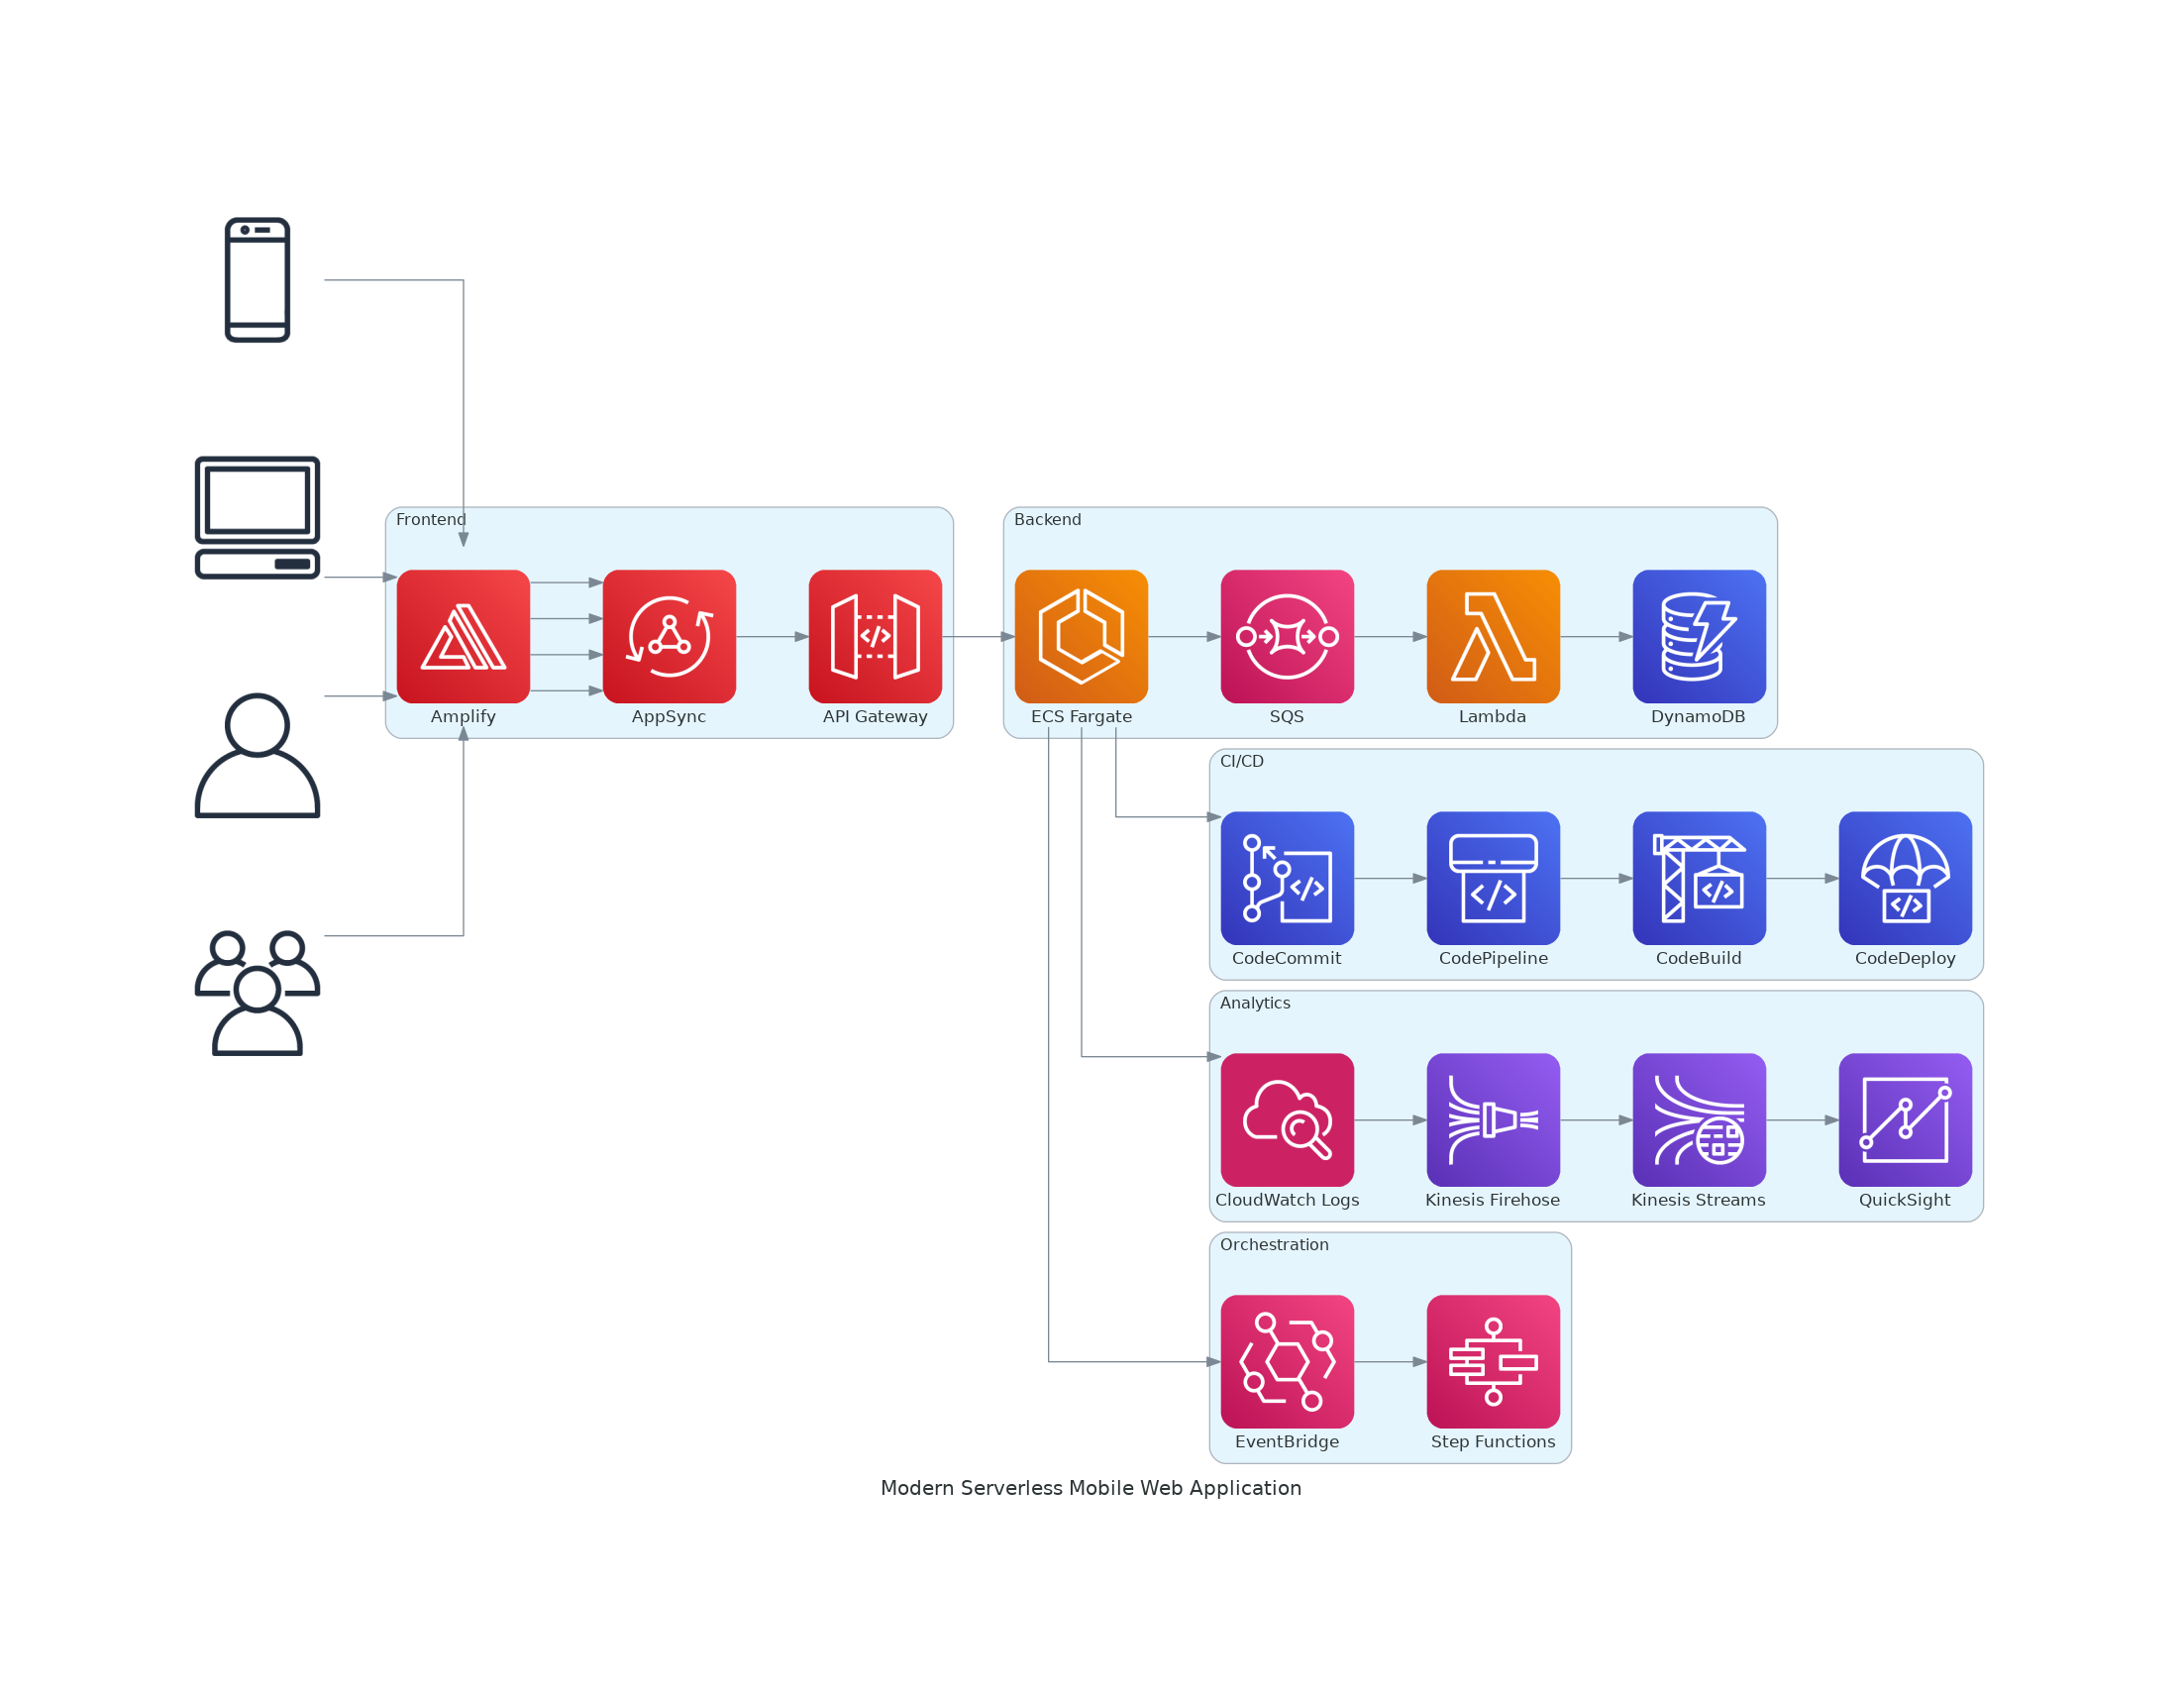 Frontend
Amplify
AppSync
API Gateway
Backend
ECS Fargate
SQS
Lambda
DynamoDB
CI/CD
CodeCommit
CodePipeline
CodeBuild
CodeDeploy
Analytics
CloudWatch Logs
Kinesis Firehose
Kinesis Streams
QuickSight
Orchestration
EventBridge
Step Functions
Modern Serverless Mobile Web Application